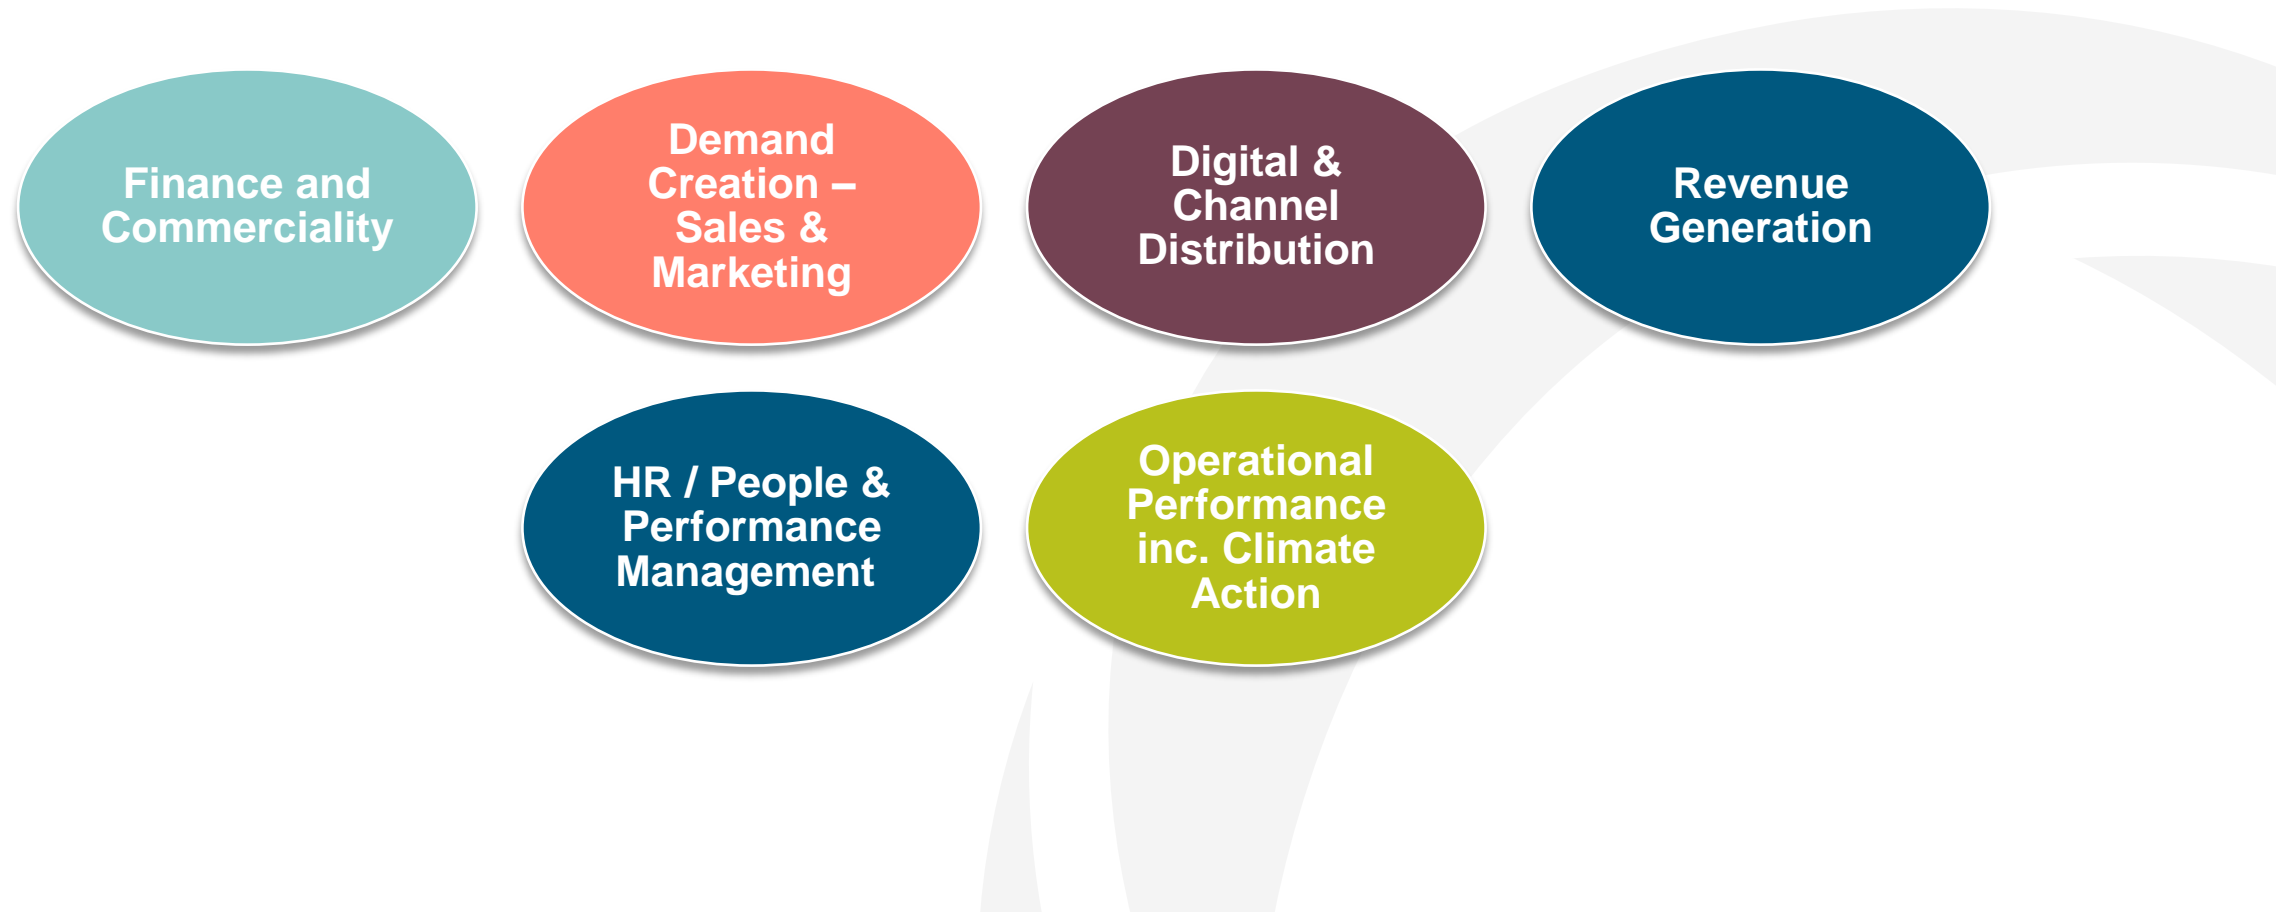 Finance and
Commerciality
Demand
Creation –
Sales &
Marketing
Digital &
Channel
Distribution
Revenue
Generation
HR / People &
Performance
Management
Operational
Performance
inc. Climate
Action